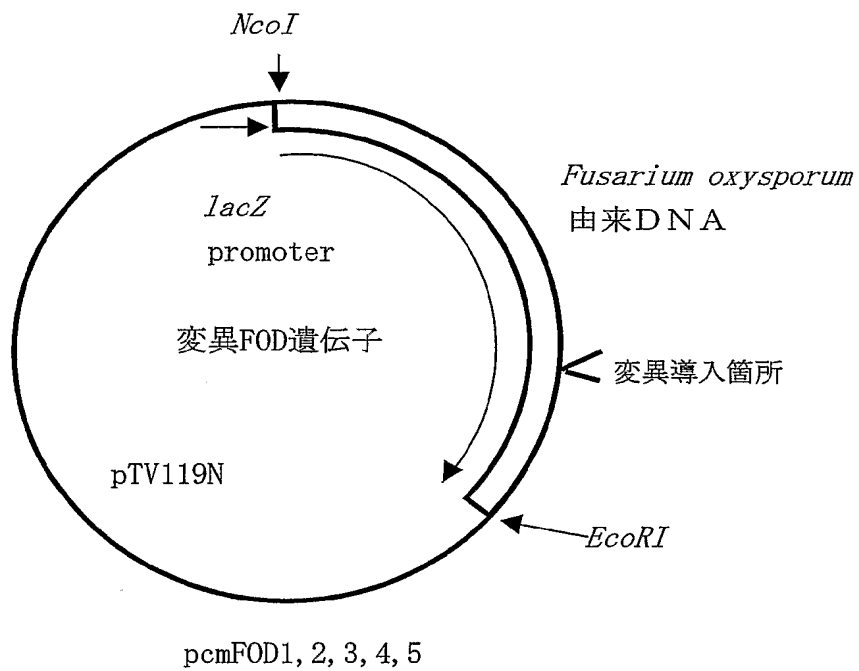 NcoI
Fusarium oxysporum
由来DNA
lacZ
promoter
変異FOD遺伝子
変異導入箇所
pTV119N
EcoRI
pcmFOD1,2,3,4,5